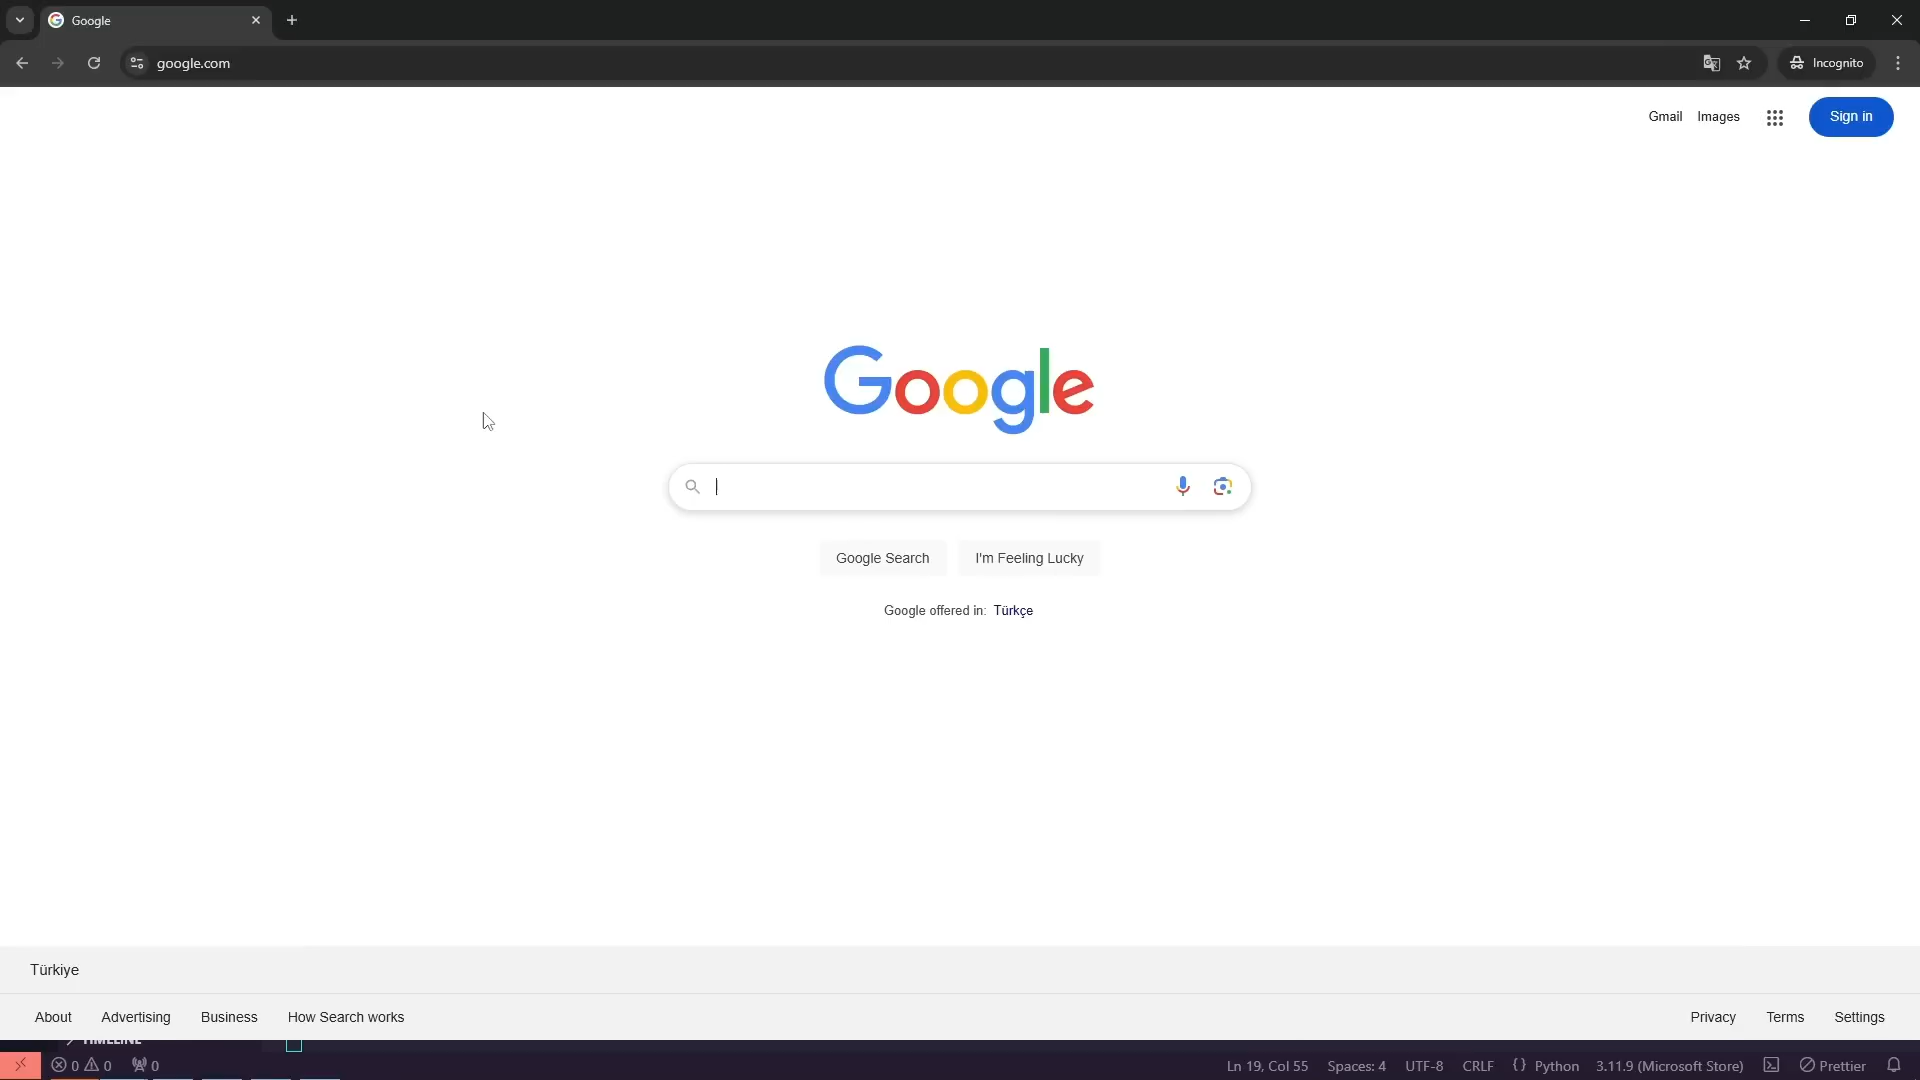 Google
google.com
Incognito
Gmail Images Sign in
Google
Google Search I'm Feeling Lucky
Google offered in: Türkçe
Türkiye
About Advertising Business How Search works Privacy Terms Settings
TIMELINE
0 0 0 Ln 19, Col 55 Spaces: 4 UTF-8 CRLF {} Python 3.11.9 (Microsoft Store) Prettier